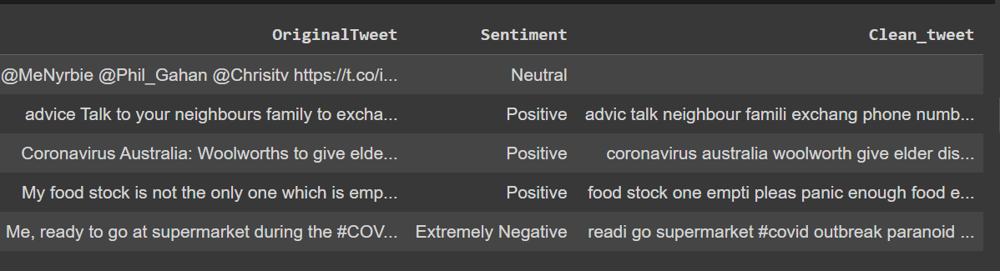 OriginalTweet Sentiment Clean_tweet
@MeNyrbie @Phil_Gahan @Chrisitv https://t.co/i... Neutral
advice Talk to your neighbours family to excha... Positive advic talk neighbour famili exchang phone numb...
Coronavirus Australia: Woolworths to give elde... Positive coronavirus australia woolworth give elder dis...
My food stock is not the only one which is emp... Positive food stock one empti pleas panic enough food e...
Me, ready to go at supermarket during the #COV... Extremely Negative readi go supermarket #covid outbreak paranoid ...